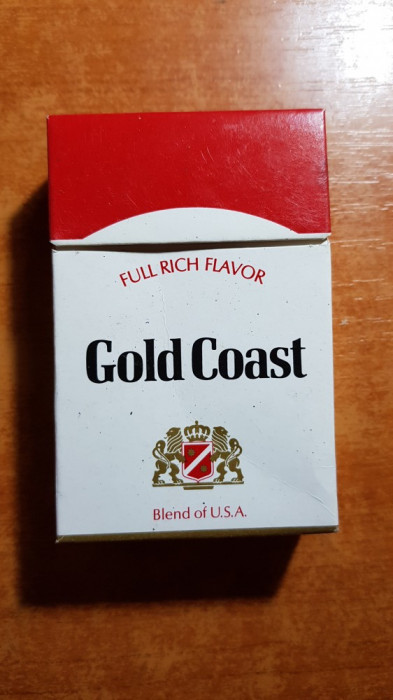 FULL RICH FLAVOR
Gold Coast
Blend of U.S.A.